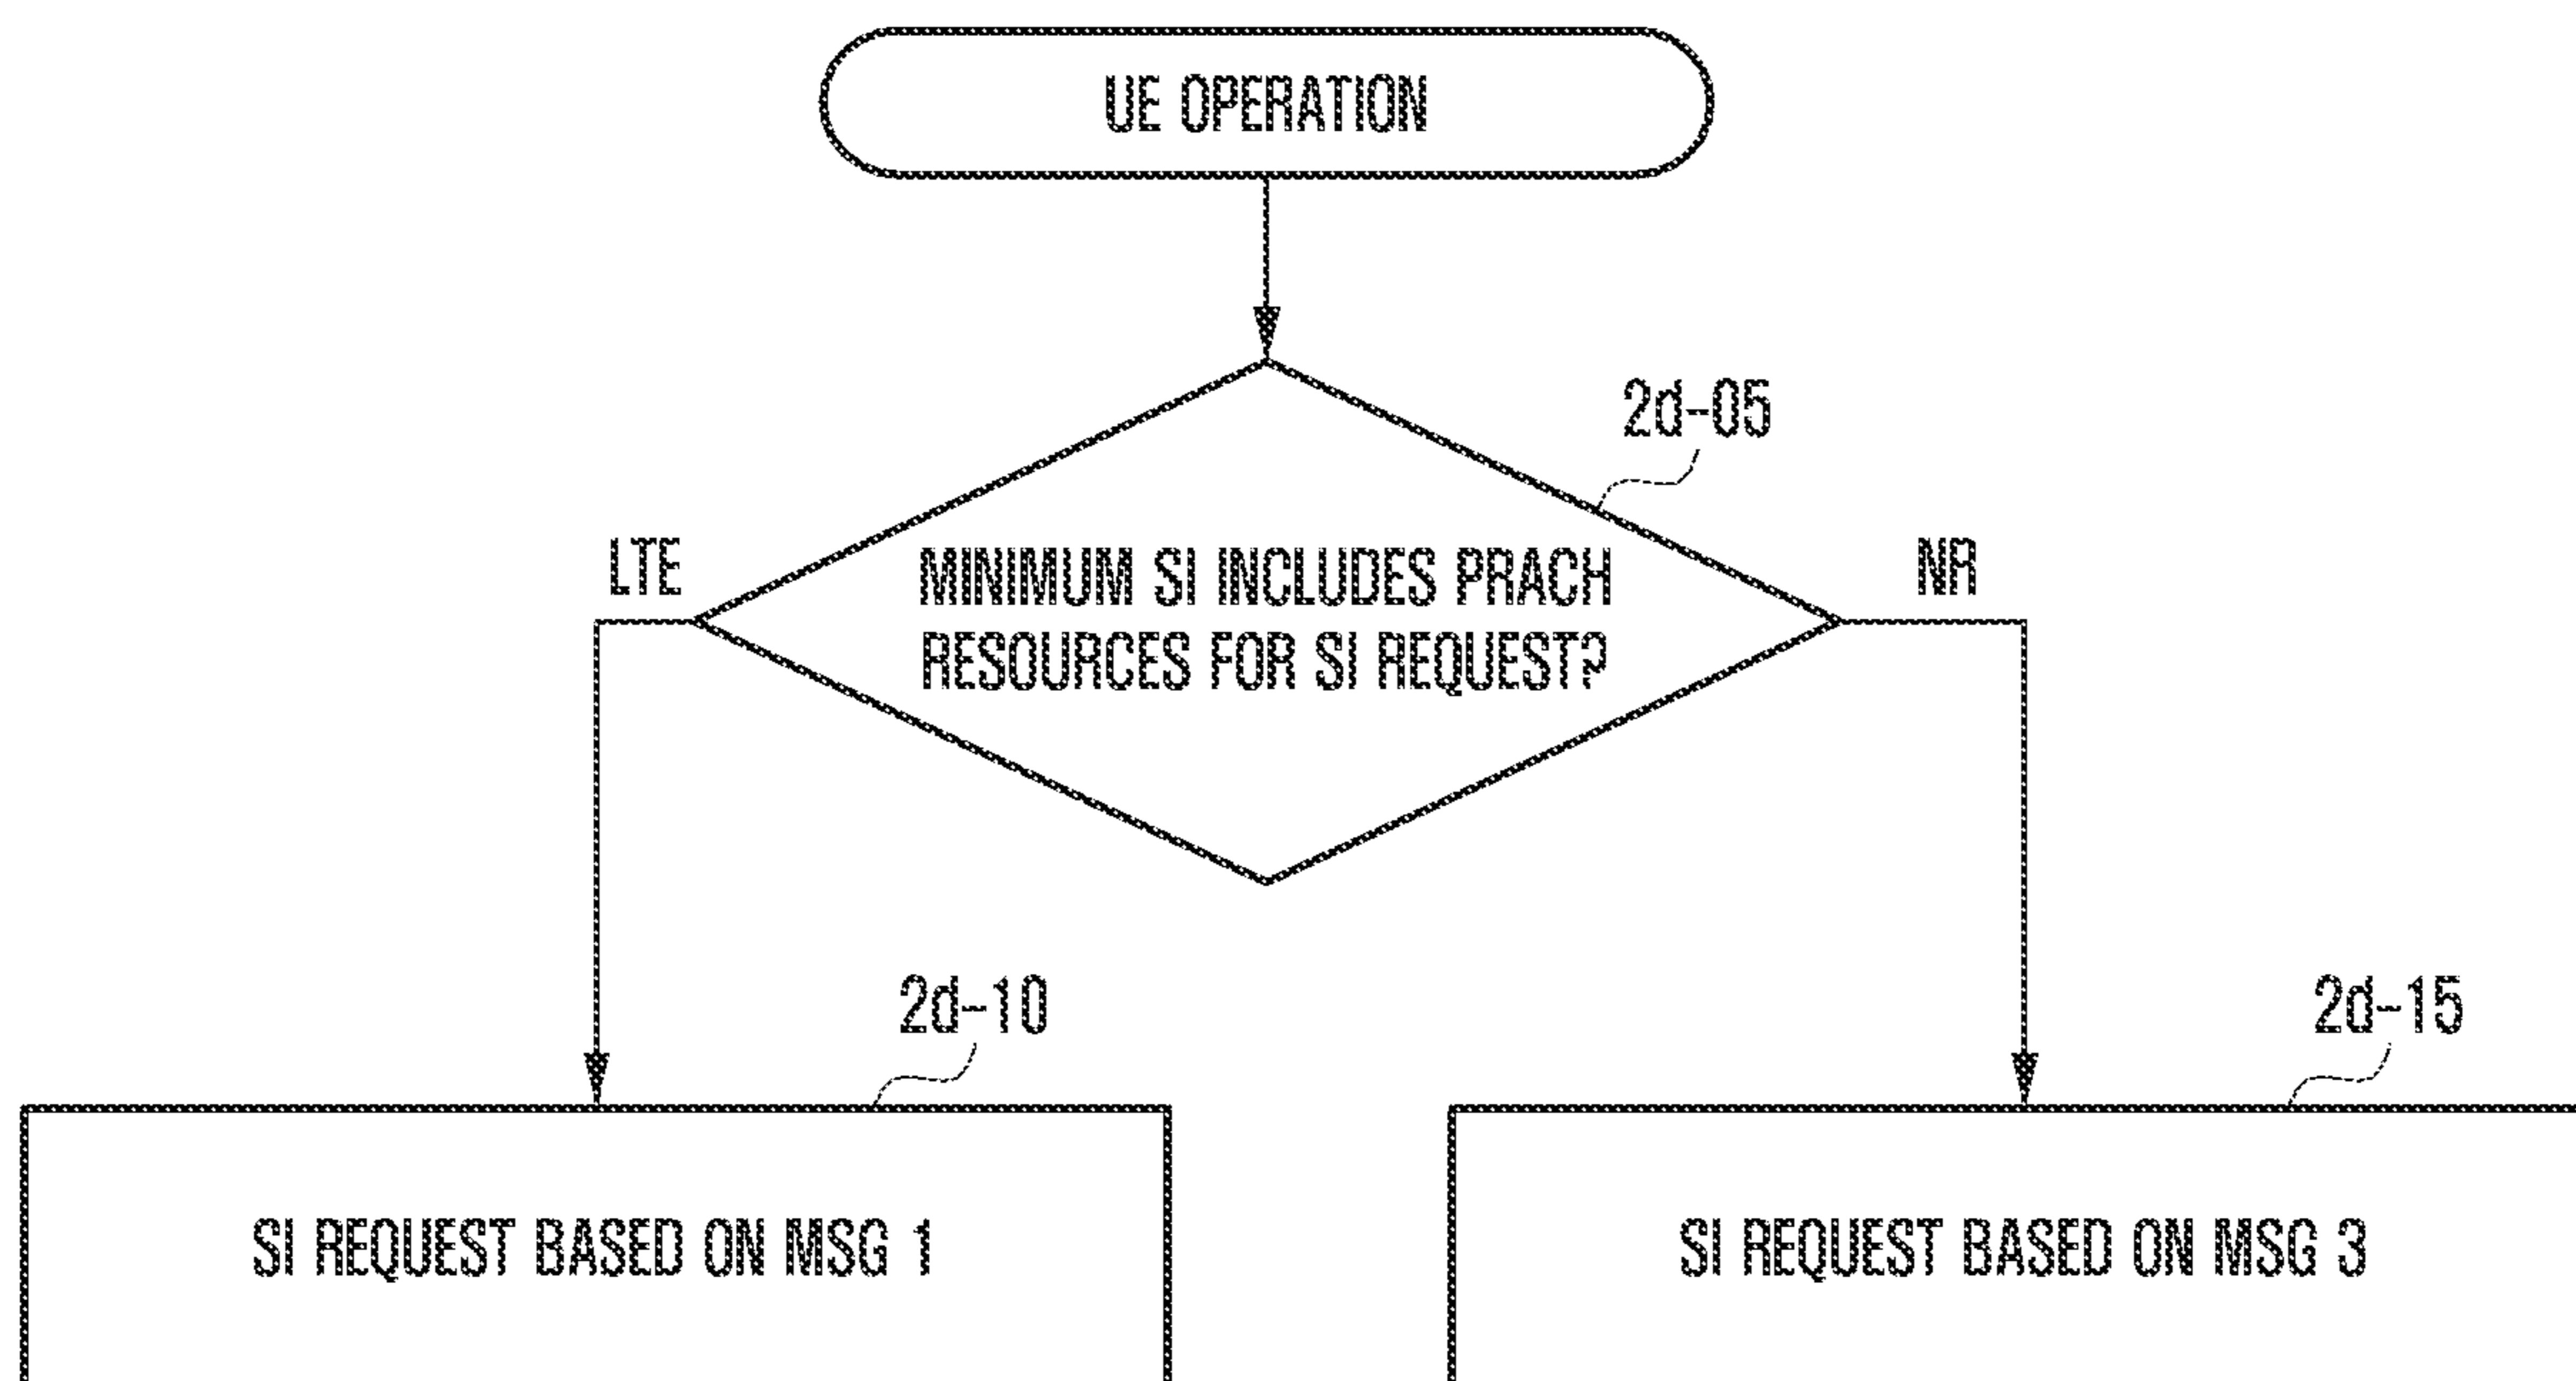 UE OPERATION
2d-05
LTE
NR
MINIMUM SI INCLUDES PRACH
RESOURCES FOR SI REQUEST?
2d-10
2d-15
SI REQUEST BASED ON MSG 1
SI REQUEST BASED ON MSG 3